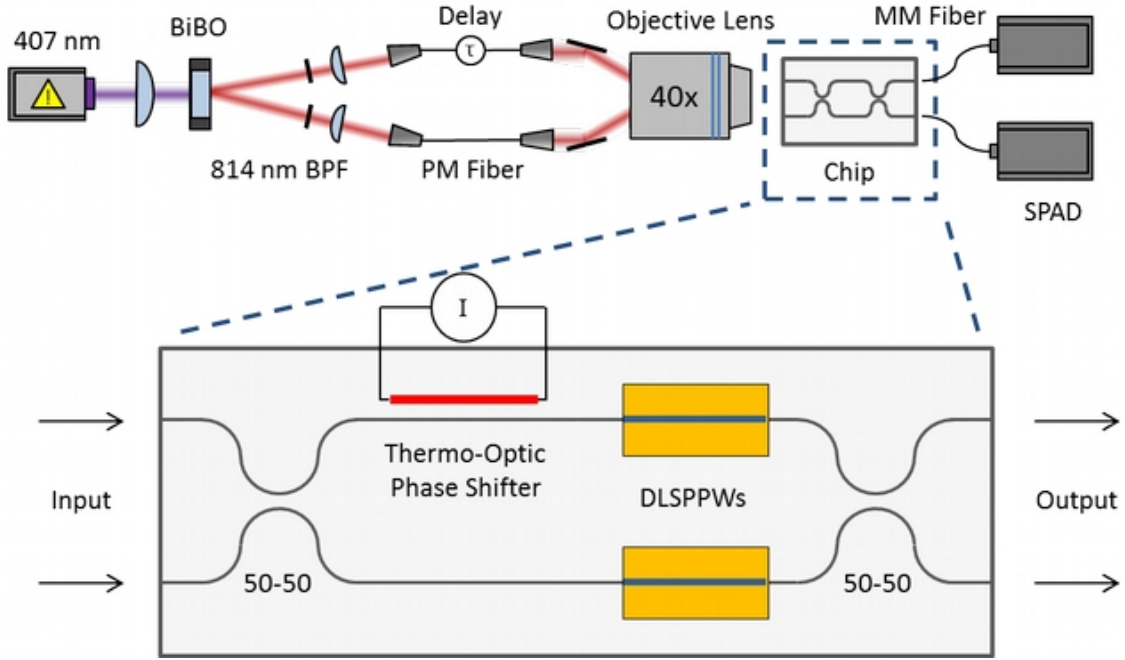 407 nm
BiBO
Delay
τ
Objective Lens
MM Fiber
40x
814 nm BPF
PM Fiber
Chip
SPAD
I
Thermo-Optic
Phase Shifter
DLSPPWs
Input
Output
50-50
50-50